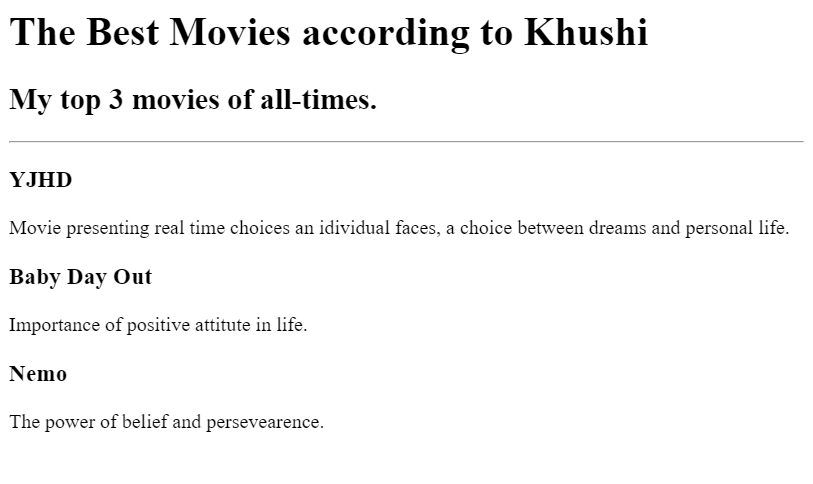 The Best Movies according to Khushi
My top 3 movies of all-times.
YJHD
Movie presenting real time choices an idividual faces, a choice between dreams and personal life.
Baby Day Out
Importance of positive attitute in life.
Nemo
The power of belief and persevearence.